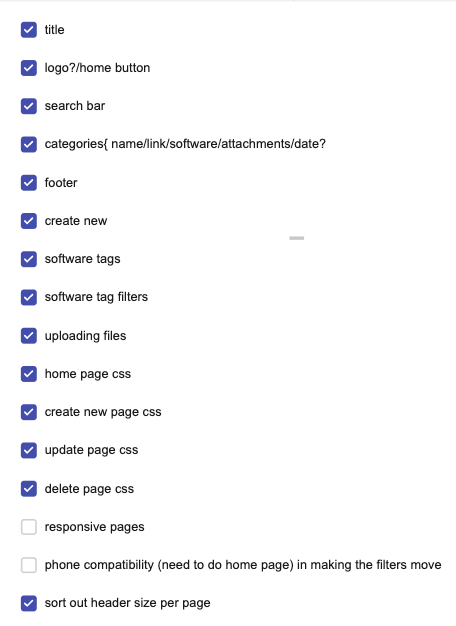 title
logo?/home button
search bar
categories{ name/link/software/attachments/date?
footer
create new
software tags
software tag filters
uploading files
home page css
create new page css
update page css
delete page css
responsive pages
phone compatibility (need to do home page) in making the filters move
sort out header size per page